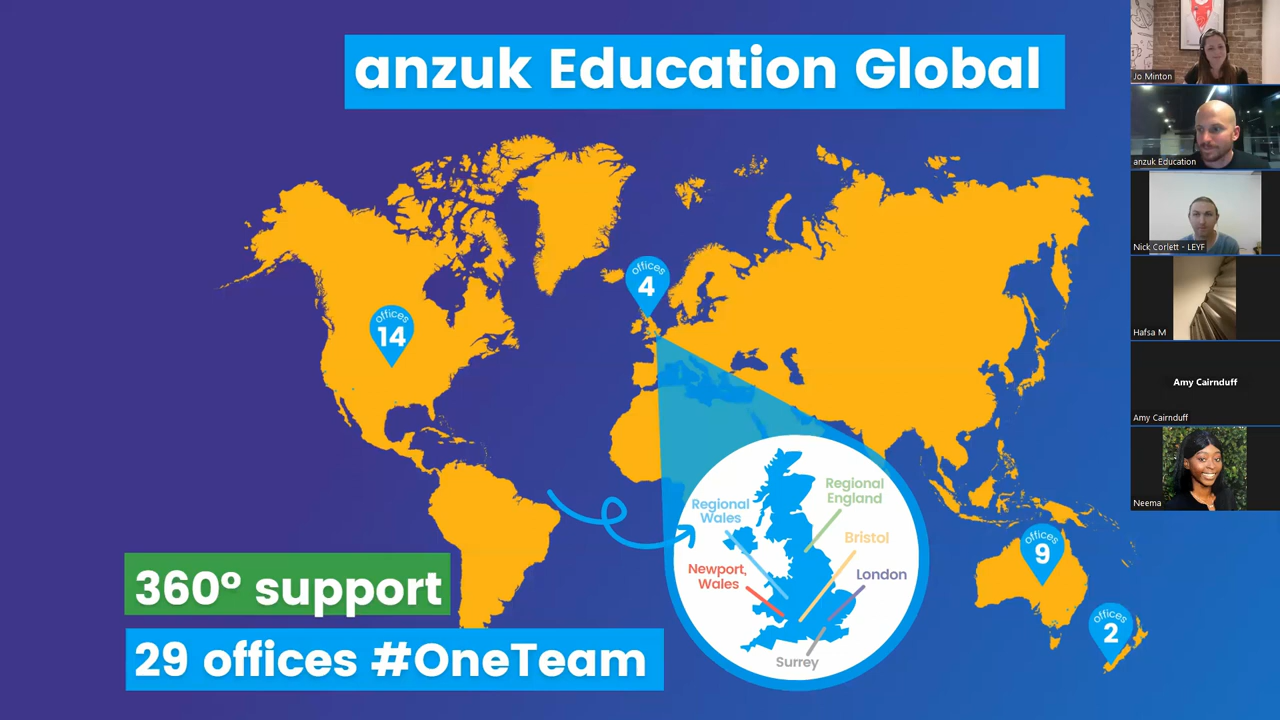 anzuk Education Global
offices
4
offices
14
Regional
England
Regional
Wales
Bristol
Newport,
Wales
London
Surrey
offices
9
offices
2
360° support
29 offices #OneTeam
Jo Minton
anzuk Education
Nick Corlett - LEYF
Hafsa M
Amy Cairnduff
Amy Cairnduff
Neema